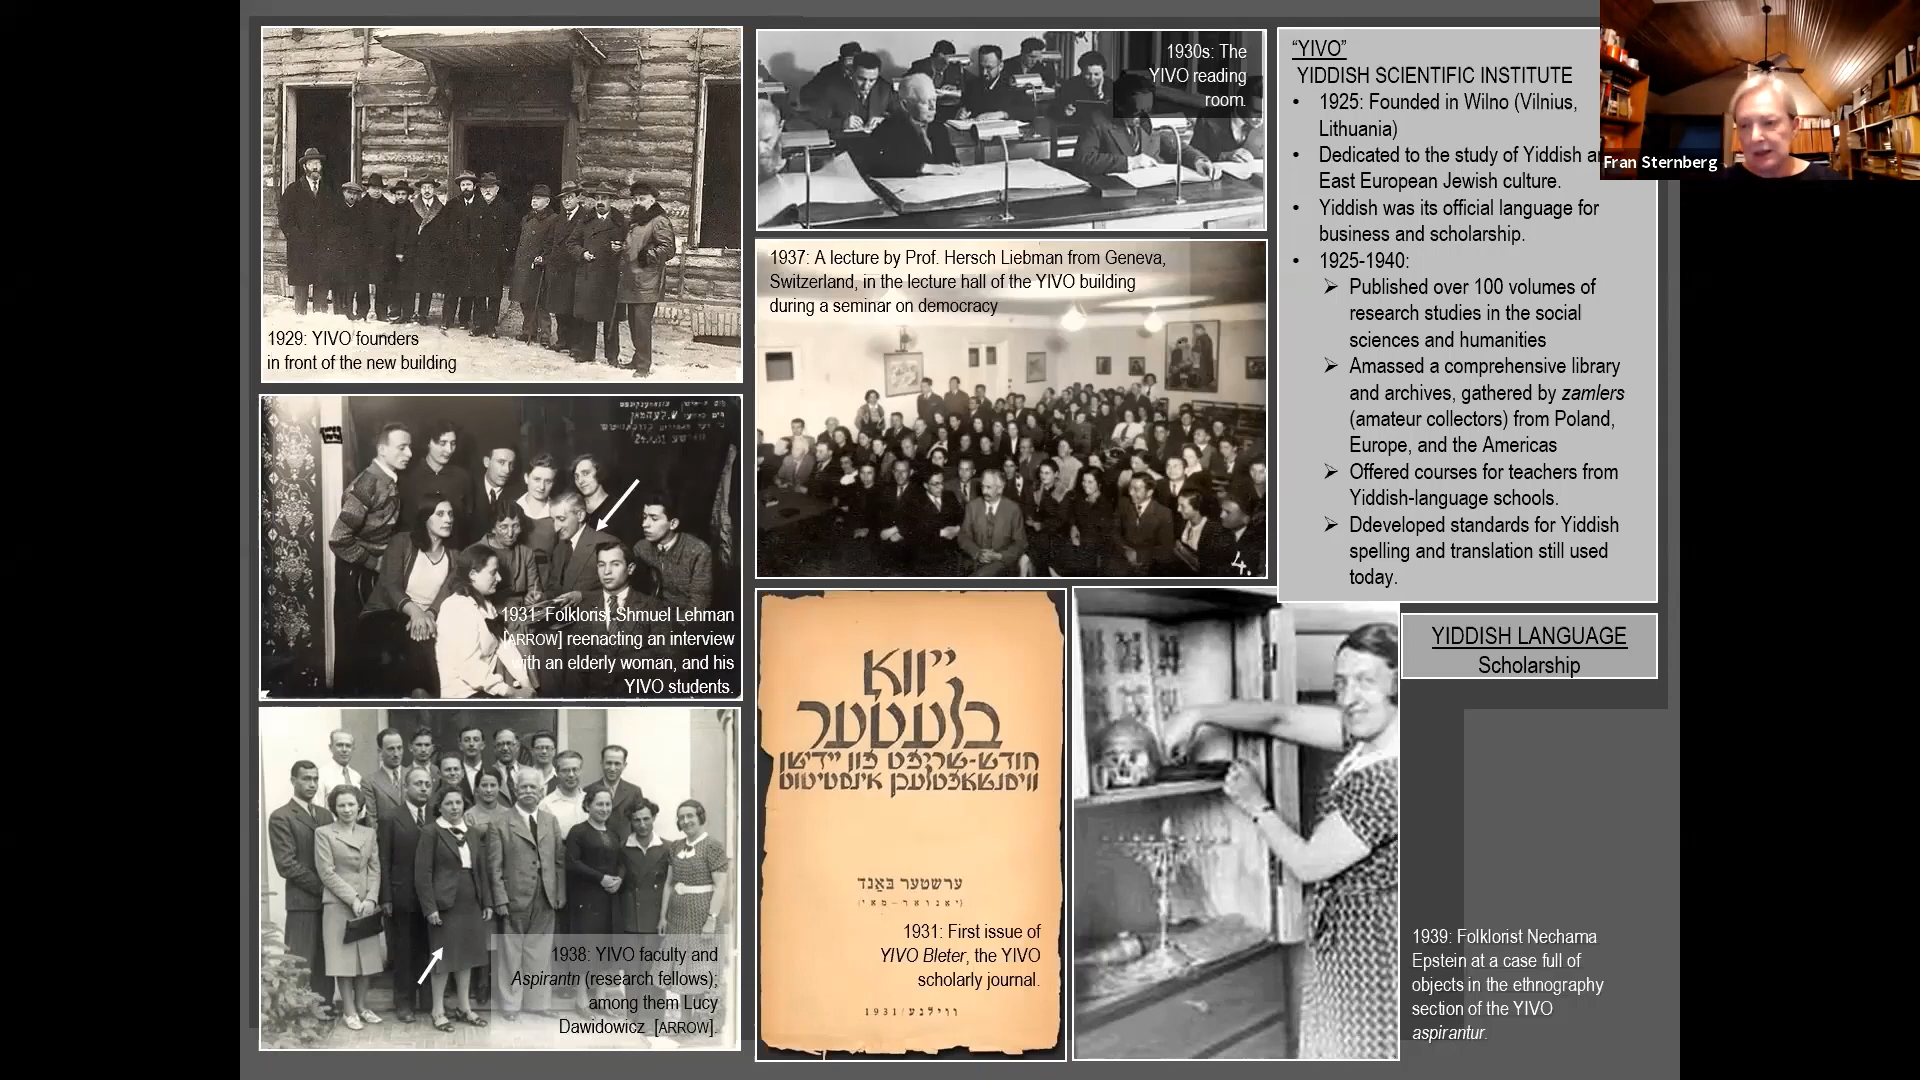 1929: YIVO founders
in front of the new building
1930s: The
YIVO reading
room.
1937: A lecture by Prof. Hersch Liebman from Geneva,
Switzerland, in the lecture hall of the YIVO building
during a seminar on democracy
4.
1931: Folklorist Shmuel Lehman
[ARROW] reenacting an interview
with an elderly woman, and his
YIVO students.
1938: YIVO faculty and
Aspirantn (research fellows);
among them Lucy
Dawidowicz [ARROW].
ייווא
בלעטער
חודש-שריפט פון ייִדישן
וויסנשאפטלעכן אינסטיטוט
ערשטער באַנד
(יאנואר-מאי)
1931: First issue of
YIVO Bleter, the YIVO
scholarly journal.
ווילנע/1931
“YIVO”
YIDDISH SCIENTIFIC INSTITUTE
• 1925: Founded in Wilno (Vilnius,
Lithuania)
• Dedicated to the study of Yiddish
East European Jewish culture.
• Yiddish was its official language for
business and scholarship.
• 1925-1940:
➢ Published over 100 volumes of
research studies in the social
sciences and humanities
➢ Amassed a comprehensive library
and archives, gathered by zamlers
(amateur collectors) from Poland,
Europe, and the Americas
➢ Offered courses for teachers from
Yiddish-language schools.
➢ Ddeveloped standards for Yiddish
spelling and translation still used
today.
YIDDISH LANGUAGE
Scholarship
1939: Folklorist Nechama
Epstein at a case full of
objects in the ethnography
section of the YIVO
aspirantur.
Fran Sternberg